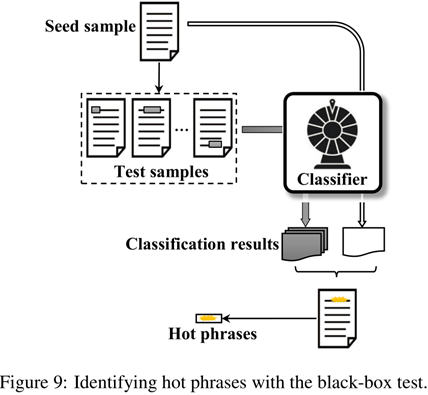 Seed sample
...
Test samples
Classifier
Classification results
Hot phrases
Figure 9: Identifying hot phrases with the black-box test.